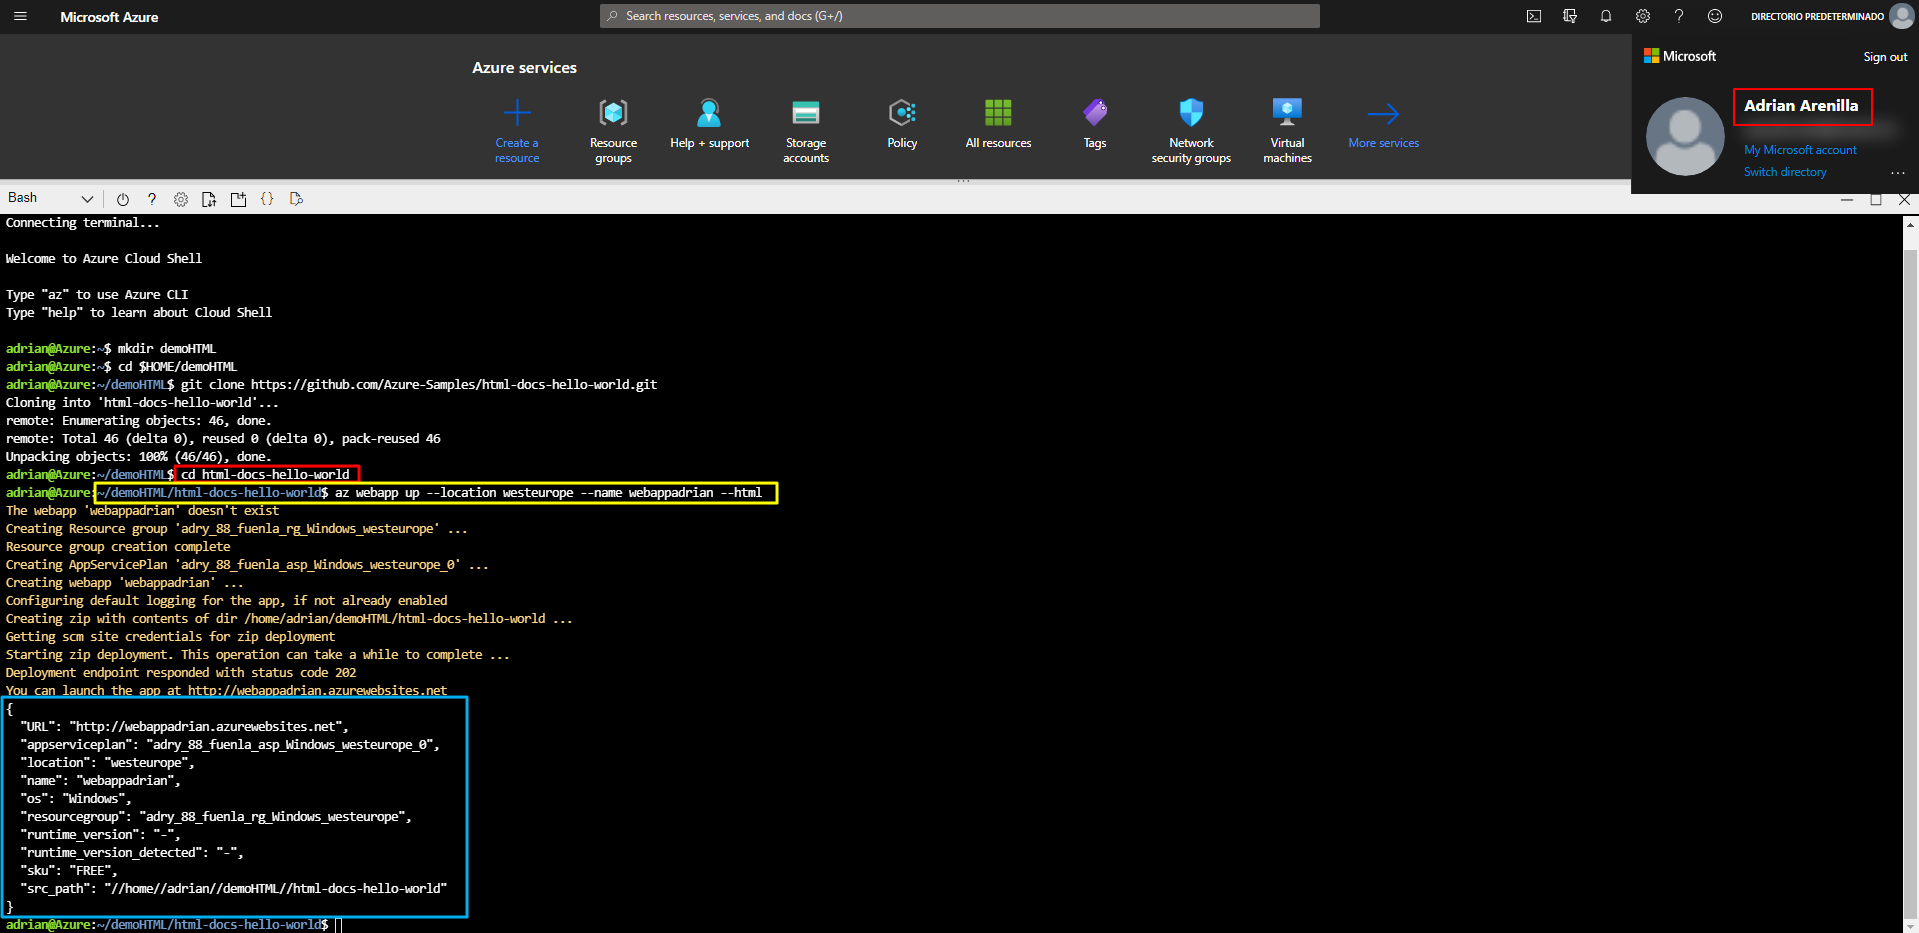 Microsoft Azure
Search resources, services, and docs (G+/)
DIRECTORIO PREDETERMINADO
Microsoft
Sign out
Adrian Arenilla
My Microsoft account
Switch directory
Azure services
Create a resource
Resource groups
Help + support
Storage accounts
Policy
All resources
Tags
Network security groups
Virtual machines
More services
Bash
Connecting terminal...
Welcome to Azure Cloud Shell
Type "az" to use Azure CLI
Type "help" to learn about Cloud Shell
adrian@Azure:~$ mkdir demoHTML
adrian@Azure:~$ cd $HOME/demoHTML
adrian@Azure:~/demoHTML$ git clone https://github.com/Azure-Samples/html-docs-hello-world.git
Cloning into 'html-docs-hello-world'...
remote: Enumerating objects: 46, done.
remote: Total 46 (delta 0), reused 0 (delta 0), pack-reused 46
Unpacking objects: 100% (46/46), done.
adrian@Azure:~/demoHTML$ cd html-docs-hello-world
adrian@Azure:~/demoHTML/html-docs-hello-world$ az webapp up --location westeurope --name webappadrian --html
The webapp 'webappadrian' doesn't exist
Creating Resource group 'adry_88_fuenla_rg_Windows_westeurope' ...
Resource group creation complete
Creating AppServicePlan 'adry_88_fuenla_asp_Windows_westeurope_0' ...
Creating webapp 'webappadrian' ...
Configuring default logging for the app, if not already enabled
Creating zip with contents of dir /home/adrian/demoHTML/html-docs-hello-world ...
Getting scm site credentials for zip deployment
Starting zip deployment. This operation can take a while to complete ...
Deployment endpoint responded with status code 202
You can launch the app at http://webappadrian.azurewebsites.net
{
"URL": "http://webappadrian.azurewebsites.net",
"appserviceplan": "adry_88_fuenla_asp_Windows_westeurope_0",
"location": "westeurope",
"name": "webappadrian",
"os": "Windows",
"resourcegroup": "adry_88_fuenla_rg_Windows_westeurope",
"runtime_version": "-",
"runtime_version_detected": "-",
"sku": "FREE",
"src_path": "//home//adrian//demoHTML//html-docs-hello-world"
}
adrian@Azure:~/demoHTML/html-docs-hello-world$